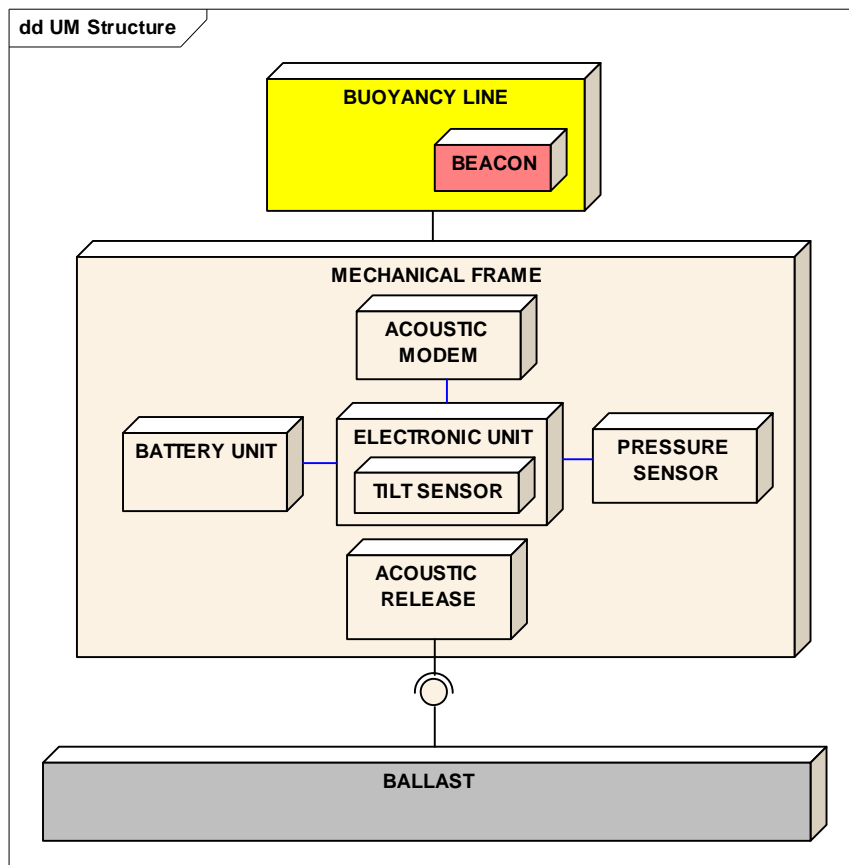 dd UM Structure
BUOYANCY LINE
BEACON
MECHANICAL FRAME
ACOUSTIC
MODEM
BATTERY UNIT
ELECTRONIC UNIT
TILT SENSOR
PRESSURE
SENSOR
ACOUSTIC
RELEASE
BALLAST